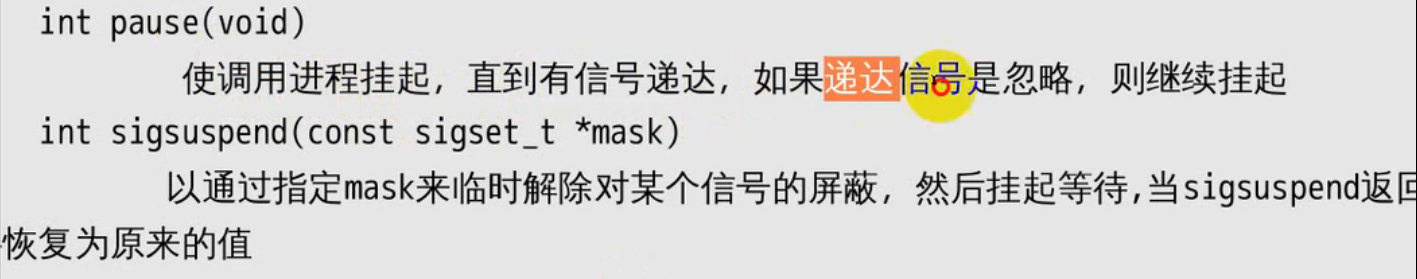 int pause(void)
使调用进程挂起，直到有信号递达，如果递达信号是忽略，则继续挂起
int sigsuspend(const sigset_t *mask)
以通过指定mask来临时解除对某个信号的屏蔽，然后挂起等待,当sigsuspend返回
恢复为原来的值